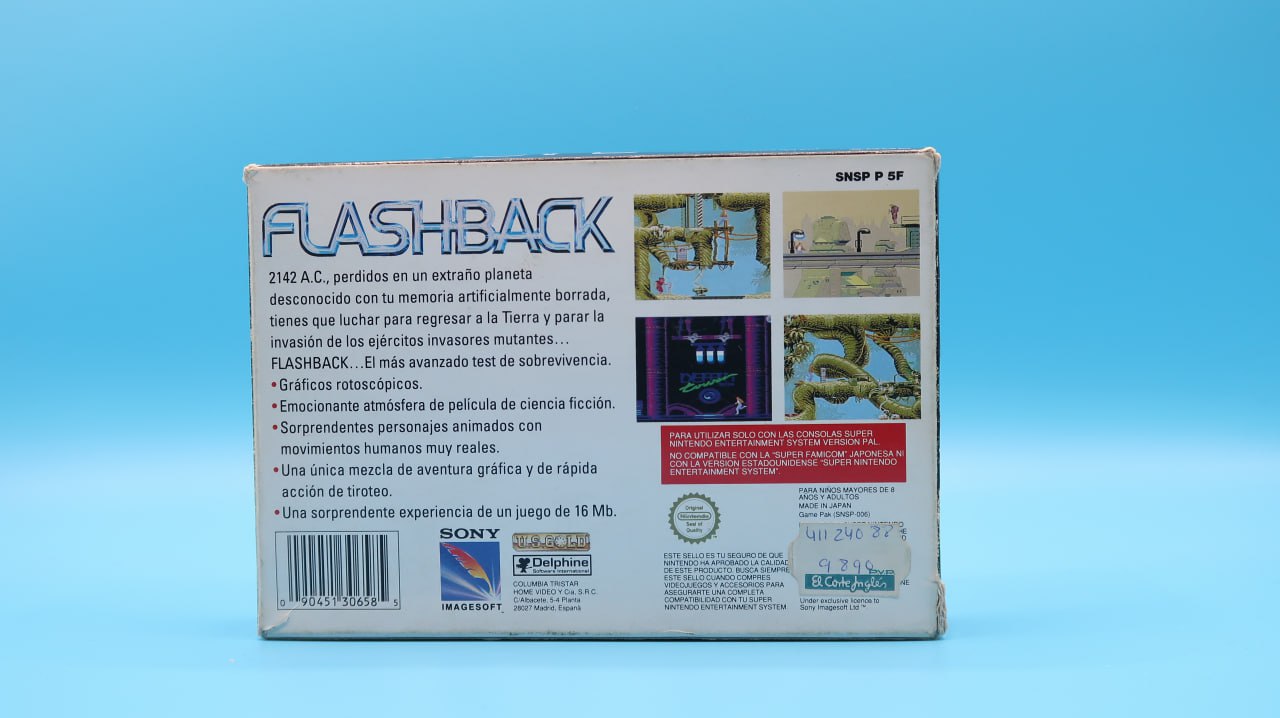 SNSP P 5F
FLASHBACK
2142 A.C., perdidos en un extraño planeta
desconocido con tu memoria artificialmente borrada,
tienes que luchar para regresar a la Tierra y parar la
invasión de los ejércitos invasores mutantes...
FLASHBACK...El más avanzado test de sobrevivencia.
•Gráficos rotoscópicos.
•Emocionante atmósfera de película de ciencia ficción.
•Sorprendentes personajes animados con
movimientos humanos muy reales.
•Una única mezcla de aventura gráfica y de rápida
acción de tiroteo.
•Una sorprendente experiencia de un juego de 16 Mb.
0 90451 30658 5
SONY
IMAGESOFT
U.S. GOLD
Delphine
Software International
COLUMBIA TRISTAR
HOME VIDEO Y Cia, S.R.C.
C/Albacete, 5-4 Planta
28027 Madrid, España
PARA UTILIZAR SOLO CON LAS CONSOLAS SUPER
NINTENDO ENTERTAINMENT SYSTEM VERSION PAL.
NO COMPATIBLE CON LA "SUPER FAMICOM" JAPONESA NI
CON LA VERSION ESTADOUNIDENSE "SUPER NINTENDO
ENTERTAINMENT SYSTEM".
Original
Nintendo
Seal of
Quality
ESTE SELLO ES TU SEGURO DE QUE
NINTENDO HA APROBADO LA CALIDAD
DE ESTE PRODUCTO. BUSCA SIEMPRE
ESTE SELLO CUANDO COMPRES
VIDEOJUEGOS Y ACCESORIOS PARA
ASEGURARTE UNA COMPLETA
COMPATIBILIDAD CON TU SUPER
NINTENDO ENTERTAINMENT SYSTEM
PARA NIÑOS MAYORES DE 8
AÑOS Y ADULTOS
MADE IN JAPAN
Game Pak (SNSP-006)
411 240
PVP
El Corte Inglés
Under exclusive licence to
Sony Imagesoft Ltd ™